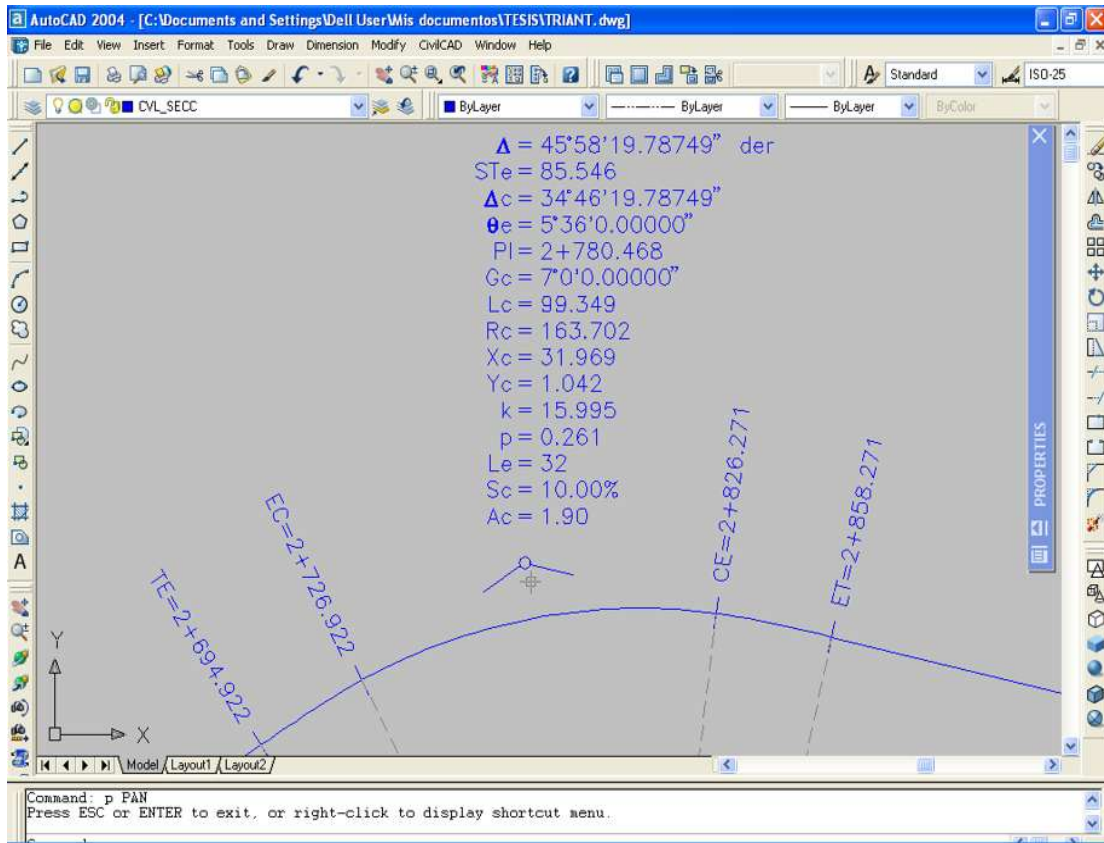 AutoCAD 2004 - [C:\Documents and Settings\Dell User\Mis documentos\TESIS\TRIANT.dwg]
File Edit View Insert Format Tools Draw Dimension Modify CivilCAD Window Help
Standard ISO-25
CVL_SECC ByLayer ByLayer ByLayer ByColor
Δ = 45°58'19.78749" der
STe = 85.546
Δc = 34°46'19.78749"
θe = 5°36'0.00000"
PI = 2+780.468
Gc = 7°0'0.00000"
Lc = 99.349
Rc = 163.702
Xc = 31.969
Yc = 1.042
k = 15.995
p = 0.261
Le = 32
Sc = 10.00%
Ac = 1.90
TE=2+694.922
EC=2+726.922
CE=2+826.271
ET=2+858.271
PROPERTIES
Y
X
Model Layout1 Layout2
Command: p PAN
Press ESC or ENTER to exit, or right-click to display shortcut menu.